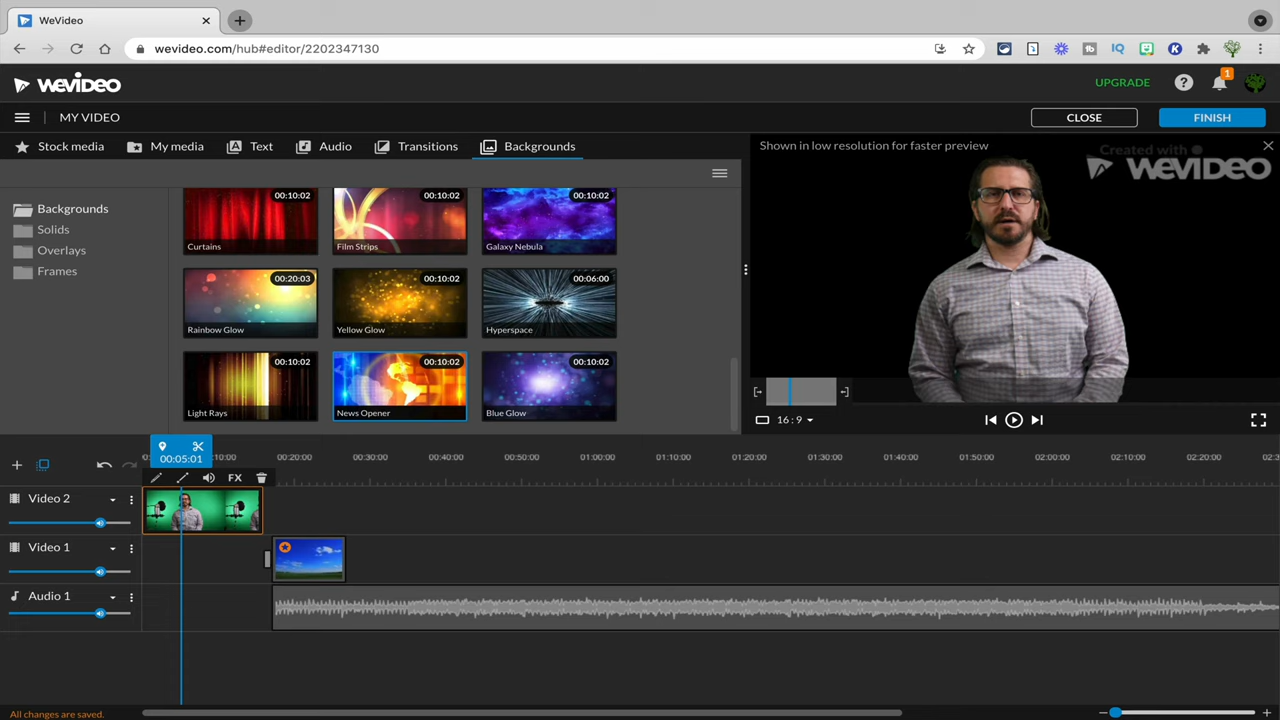 WeVideo
wevideo.com/hub#editor/2202347130
IQ
K
WEVIDEO
UPGRADE
?
1
MY VIDEO
CLOSE
FINISH
Stock media
My media
Text
Audio
Transitions
Backgrounds
Shown in low resolution for faster preview
Created with
WEVIDEO
Backgrounds
Solids
Overlays
Frames
00:10:02
Curtains
00:10:02
Film Strips
00:10:02
Galaxy Nebula
00:20:03
Rainbow Glow
00:10:02
Yellow Glow
00:06:00
Hyperspace
00:10:02
Light Rays
00:10:02
News Opener
00:10:02
Blue Glow
16:9
00:05:01
00:20:00
00:30:00
00:40:00
00:50:00
01:00:00
01:10:00
01:20:00
01:30:00
01:40:00
01:50:00
02:00:00
02:10:00
02:20:00
FX
Video 2
Video 1
Audio 1
All changes are saved.